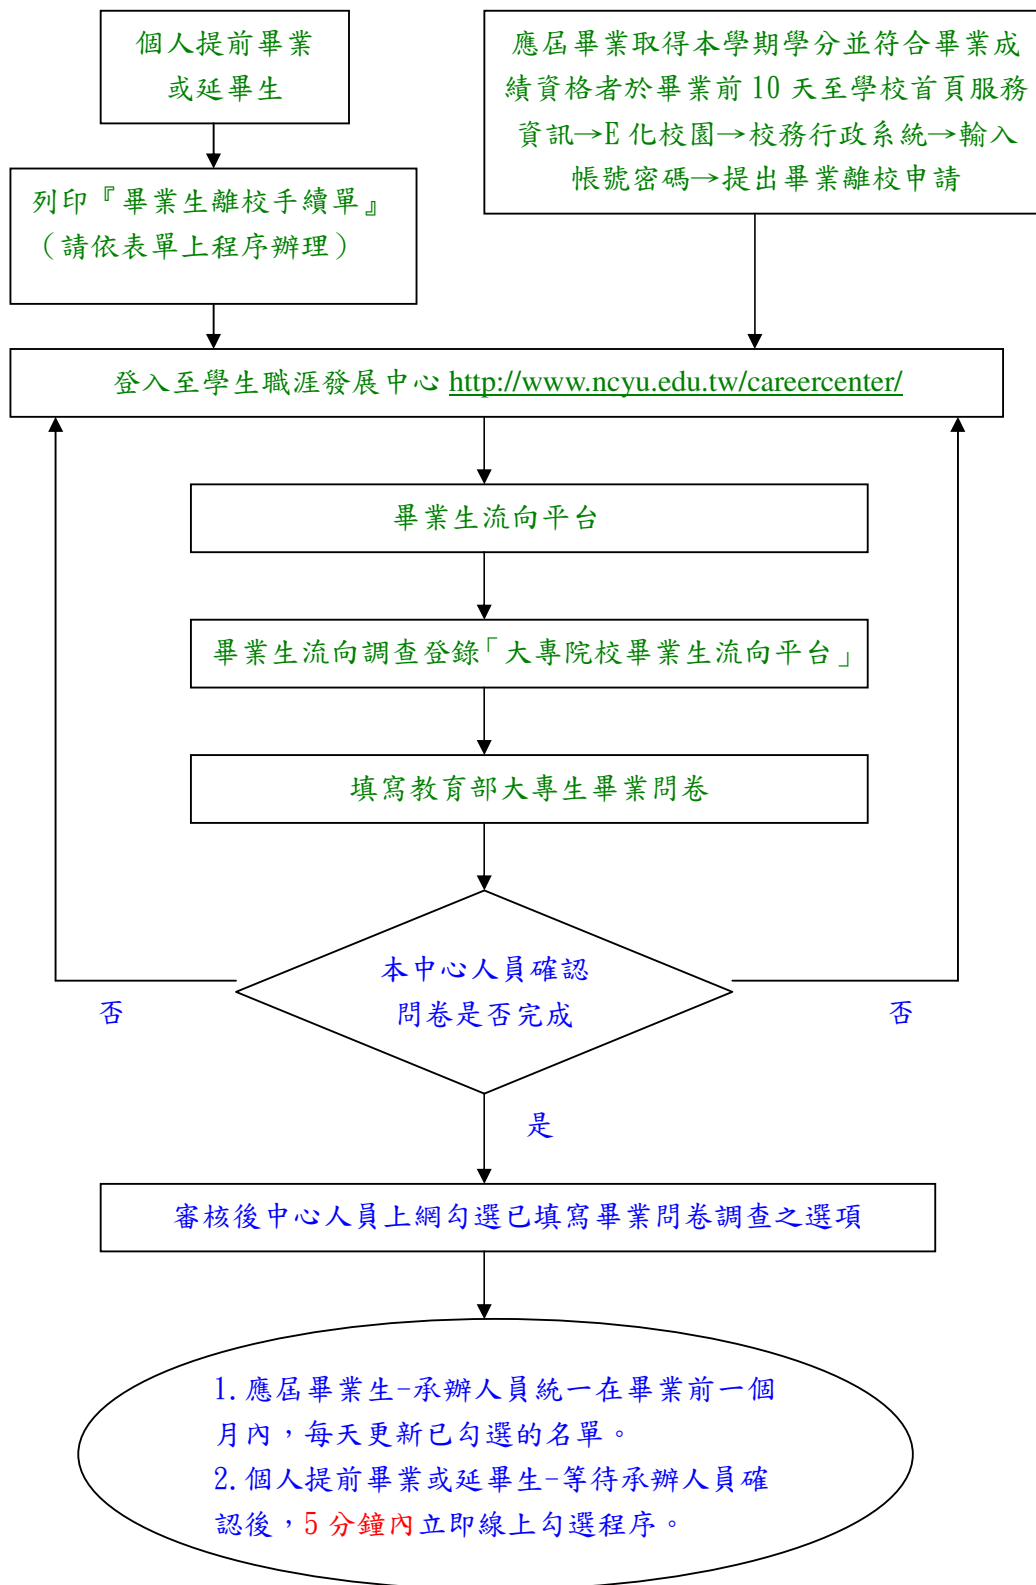 個人提前畢業
或延畢生
應屆畢業取得本學期學分並符合畢業成
績資格者於畢業前 10 天至學校首頁服務
資訊→E 化校園→校務行政系統→輸入
帳號密碼→提出畢業離校申請
列印『畢業生離校手續單』
（請依表單上程序辦理）
登入至學生職涯發展中心 http://www.ncyu.edu.tw/careercenter/
畢業生流向平台
畢業生流向調查登錄「大專院校畢業生流向平台」
填寫教育部大專生畢業問卷
本中心人員確認
問卷是否完成
否
否
是
審核後中心人員上網勾選已填寫畢業問卷調查之選項
1. 應屆畢業生-承辦人員統一在畢業前一個
月內，每天更新已勾選的名單。
2. 個人提前畢業或延畢生-等待承辦人員確
認後，5 分鐘內立即線上勾選程序。